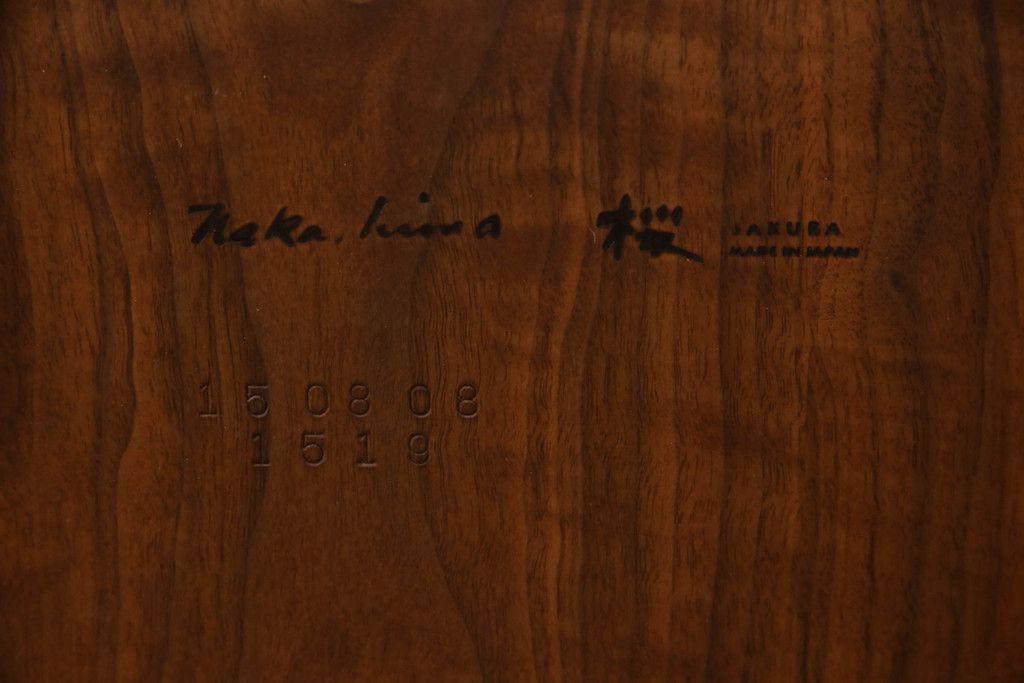 Nakashima 桜 SAKURA
MADE IN JAPAN
15 08 08
1519